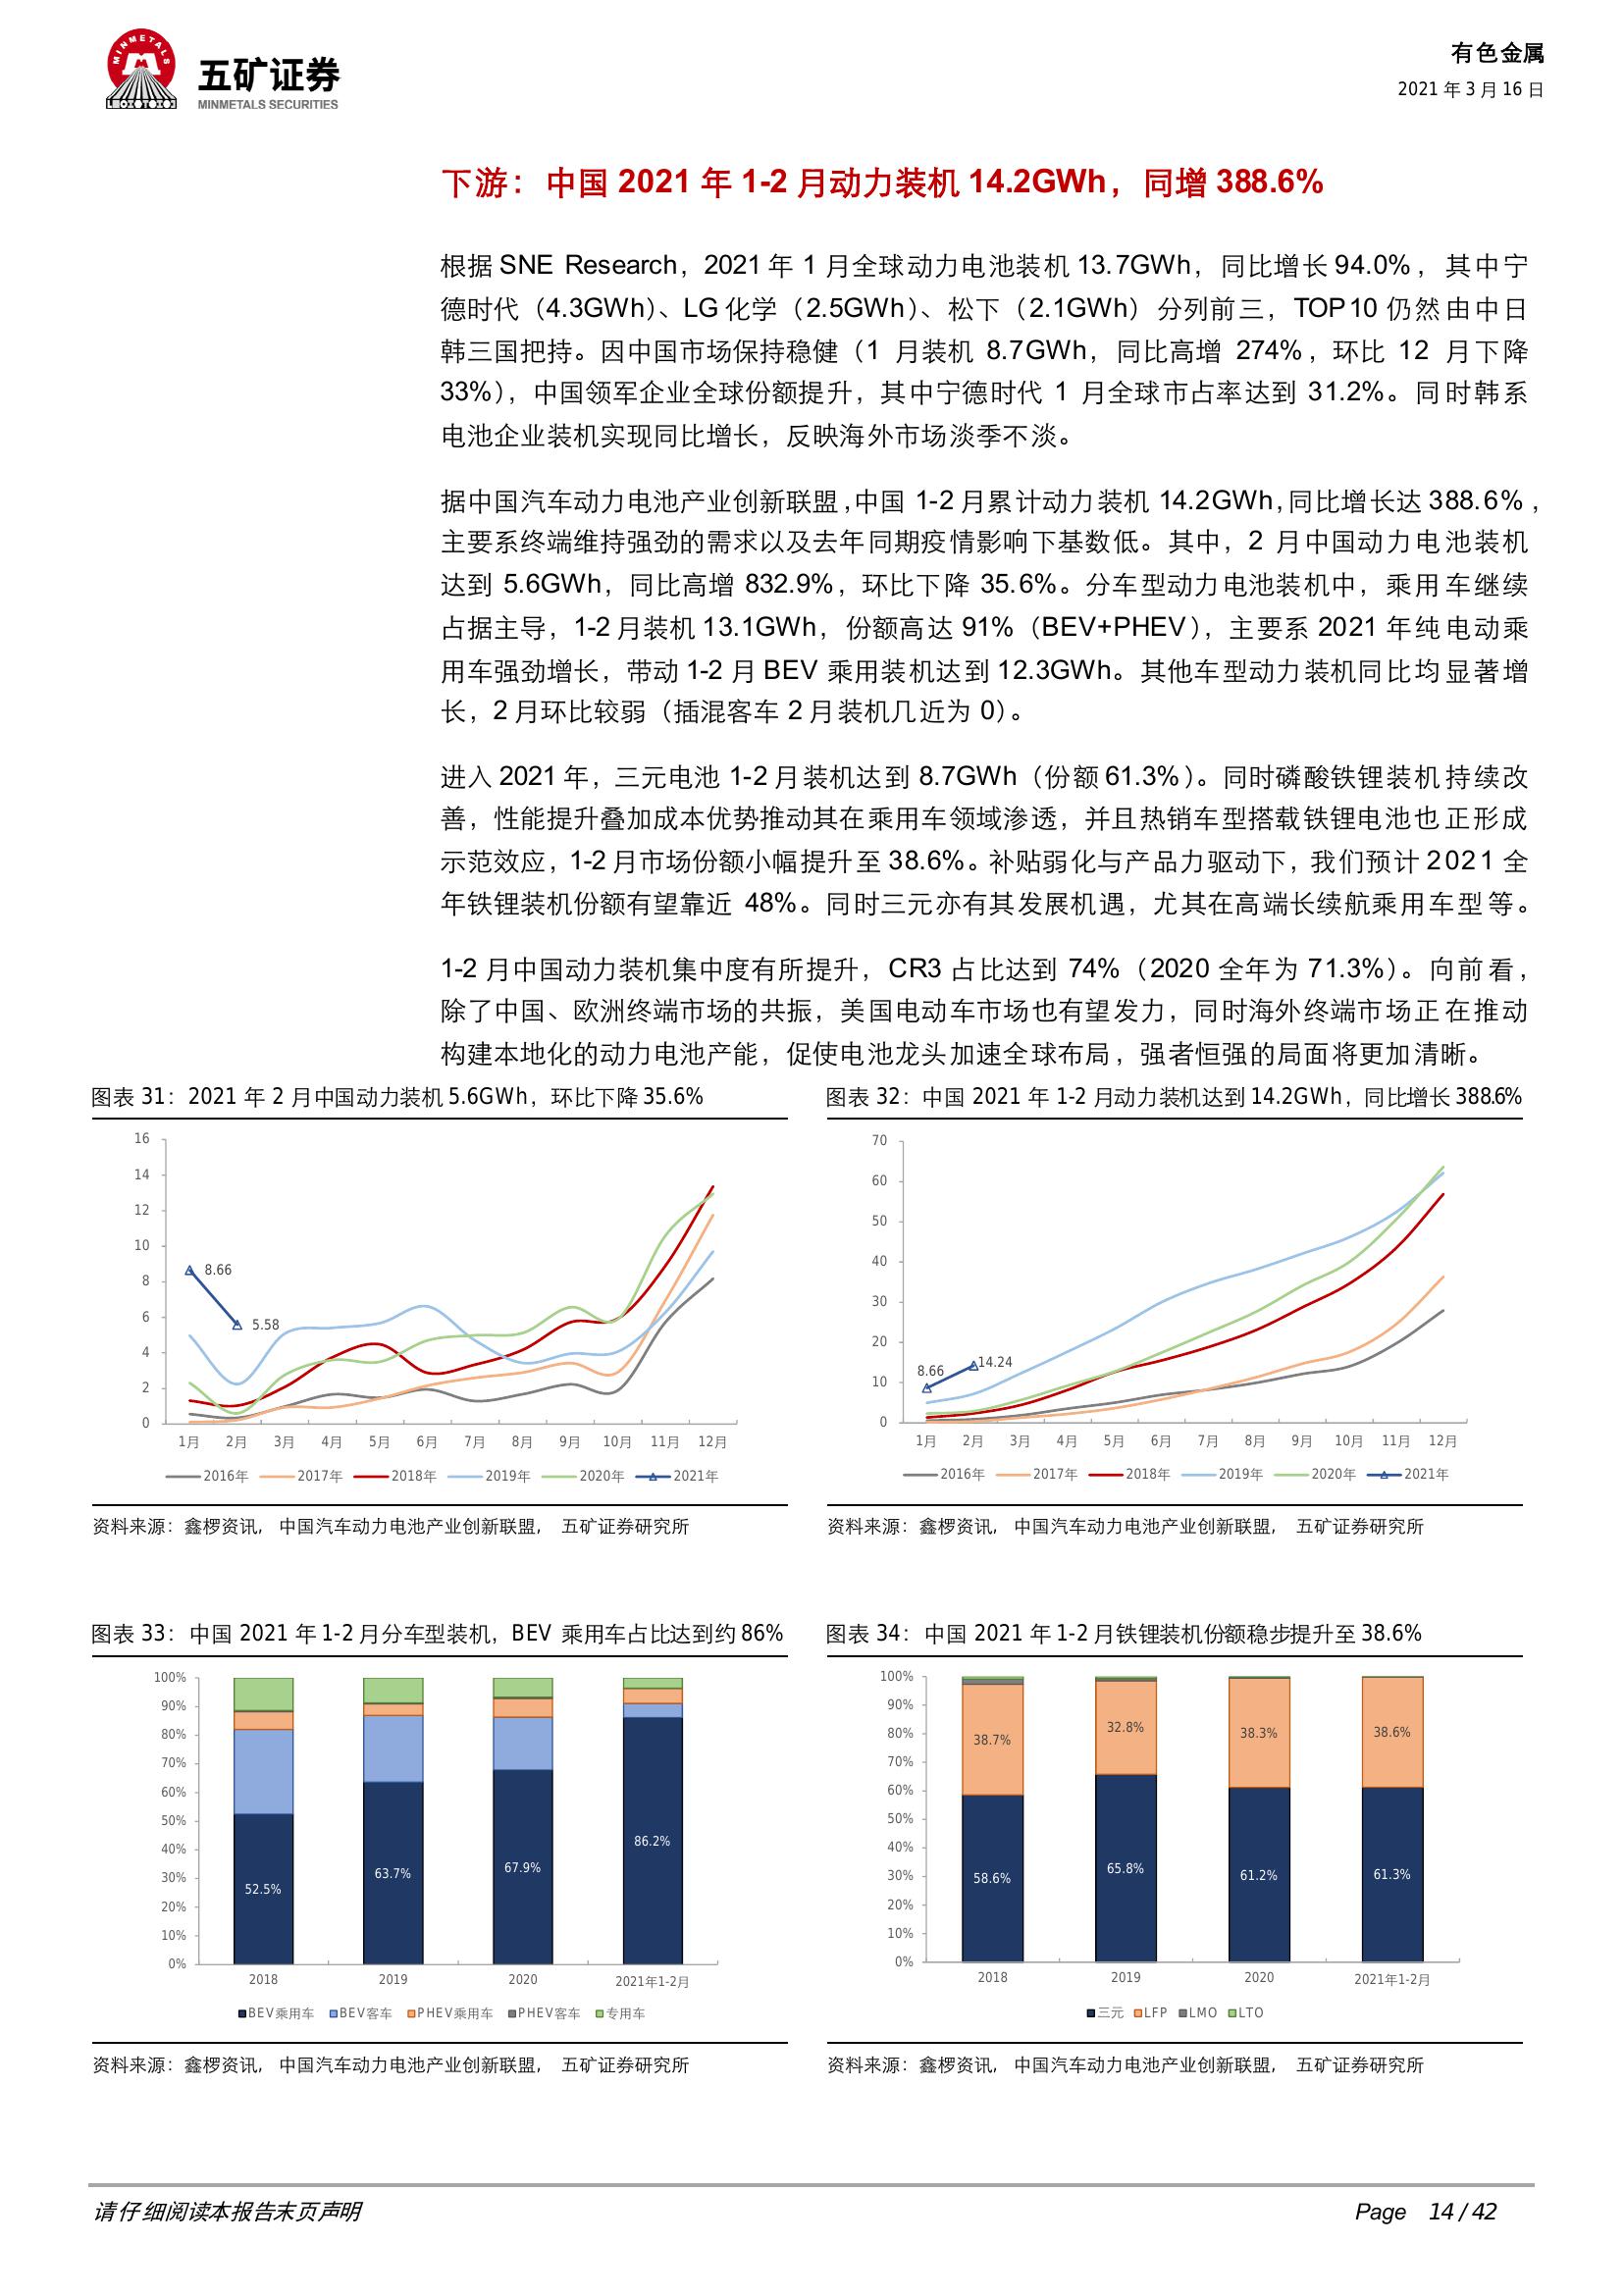 五矿证券
MINMETALS SECURITIES
有色金属
2021 年 3 月 16 日
下游：中国 2021 年 1-2 月动力装机 14.2GWh，同增 388.6%
根据 SNE Research，2021 年 1 月全球动力电池装机 13.7GWh，同比增长 94.0%，其中宁
德时代（4.3GWh）、LG 化学（2.5GWh）、松下（2.1GWh）分列前三，TOP10 仍然由中日
韩三国把持。因中国市场保持稳健（1 月装机 8.7GWh，同比高增 274%，环比 12 月下降
33%），中国领军企业全球份额提升，其中宁德时代 1 月全球市占率达到 31.2%。同时韩系
电池企业装机实现同比增长，反映海外市场淡季不淡。
据中国汽车动力电池产业创新联盟，中国 1-2 月累计动力装机 14.2GWh，同比增长达 388.6%，
主要系终端维持强劲的需求以及去年同期疫情影响下基数低。其中，2 月中国动力电池装机
达到 5.6GWh，同比高增 832.9%，环比下降 35.6%。分车型动力电池装机中，乘用车继续
占据主导，1-2 月装机 13.1GWh，份额高达 91%（BEV+PHEV），主要系 2021 年纯电动乘
用车强劲增长，带动 1-2 月 BEV 乘用装机达到 12.3GWh。其他车型动力装机同比均显著增
长，2 月环比较弱（插混客车 2 月装机几近为 0）。
进入 2021 年，三元电池 1-2 月装机达到 8.7GWh（份额 61.3%）。同时磷酸铁锂装机持续改
善，性能提升叠加成本优势推动其在乘用车领域渗透，并且热销车型搭载铁锂电池也正形成
示范效应，1-2 月市场份额小幅提升至 38.6%。补贴弱化与产品力驱动下，我们预计 2021 全
年铁锂装机份额有望靠近 48%。同时三元亦有其发展机遇，尤其在高端长续航乘用车型等。
1-2 月中国动力装机集中度有所提升，CR3 占比达到 74%（2020 全年为 71.3%）。向前看，
除了中国、欧洲终端市场的共振，美国电动车市场也有望发力，同时海外终端市场正在推动
构建本地化的动力电池产能，促使电池龙头加速全球布局，强者恒强的局面将更加清晰。
图表 31：2021 年 2 月中国动力装机 5.6GWh，环比下降 35.6%
16
14
12
10
8
6
4
2
0
8.66
5.58
1月 2月 3月 4月 5月 6月 7月 8月 9月 10月 11月 12月
2016年 2017年 2018年 2019年 2020年 2021年
资料来源：鑫椤资讯，中国汽车动力电池产业创新联盟，五矿证券研究所
图表 32：中国 2021 年 1-2 月动力装机达到 14.2GWh，同比增长 388.6%
70
60
50
40
30
20
10
0
8.66
14.24
1月 2月 3月 4月 5月 6月 7月 8月 9月 10月 11月 12月
2016年 2017年 2018年 2019年 2020年 2021年
资料来源：鑫椤资讯，中国汽车动力电池产业创新联盟，五矿证券研究所
图表 33：中国 2021 年 1-2 月分车型装机，BEV 乘用车占比达到约 86%
100%
90%
80%
70%
60%
50%
40%
30%
20%
10%
0%
52.5%
63.7%
67.9%
86.2%
2018 2019 2020 2021年1-2月
BEV乘用车 BEV客车 PHEV乘用车 PHEV客车 专用车
资料来源：鑫椤资讯，中国汽车动力电池产业创新联盟，五矿证券研究所
图表 34：中国 2021 年 1-2 月铁锂装机份额稳步提升至 38.6%
100%
90%
80%
70%
60%
50%
40%
30%
20%
10%
0%
38.7% 32.8% 38.3% 38.6%
58.6% 65.8% 61.2% 61.3%
2018 2019 2020 2021年1-2月
三元 LFP LMO LTO
资料来源：鑫椤资讯，中国汽车动力电池产业创新联盟，五矿证券研究所
请仔细阅读本报告末页声明
Page 14 / 42